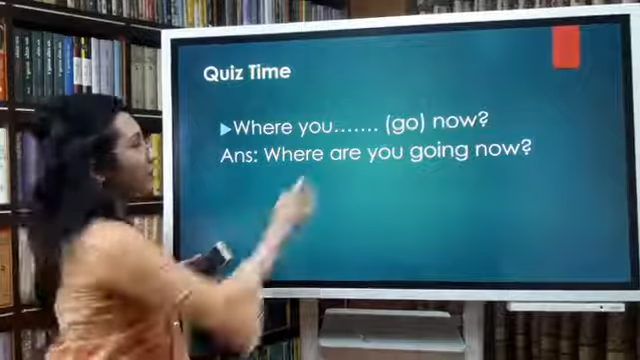 Quiz Time
Where you....... (go) now?
Ans: Where are you going now?